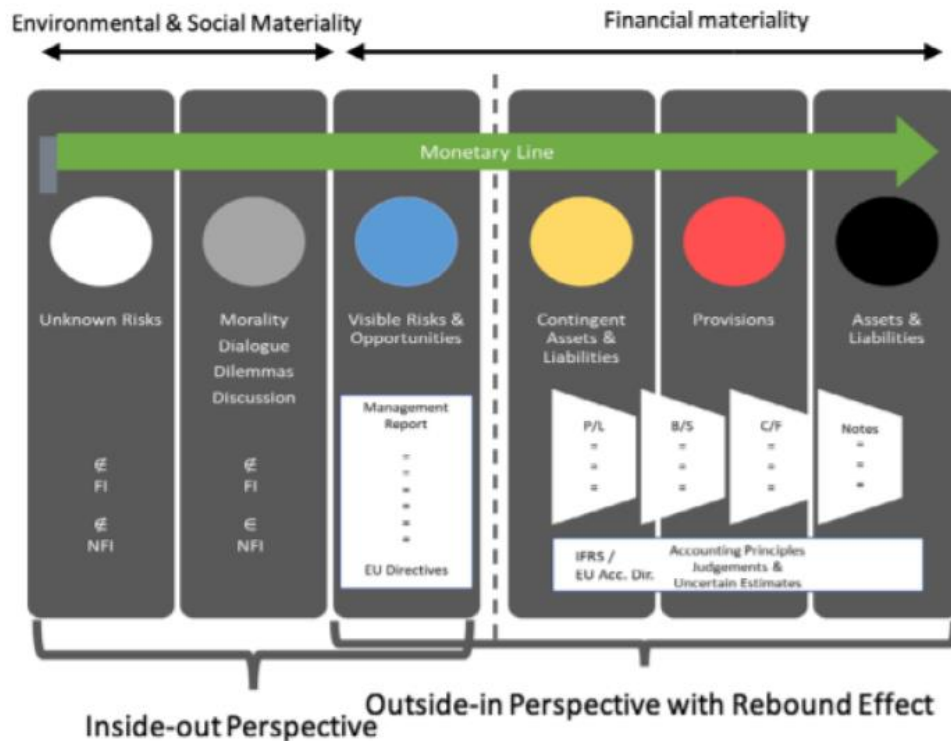 Environmental & Social Materiality
Financial materiality
Monetary Line
Unknown Risks
∉
FI
∉
NFI
Morality
Dialogue
Dilemmas
Discussion
∉
FI
∈
NFI
Visible Risks &
Opportunities
Management
Report
=
=
=
=
=
=
EU Directives
Contingent
Assets &
Liabilities
Provisions
Assets &
Liabilities
P/L
=
=
=
B/S
=
=
=
C/F
=
=
=
Notes
=
=
=
IFRS /
EU Acc. Dir.
Accounting Principles
Judgements &
Uncertain Estimates
Inside-out Perspective
Outside-in Perspective with Rebound Effect